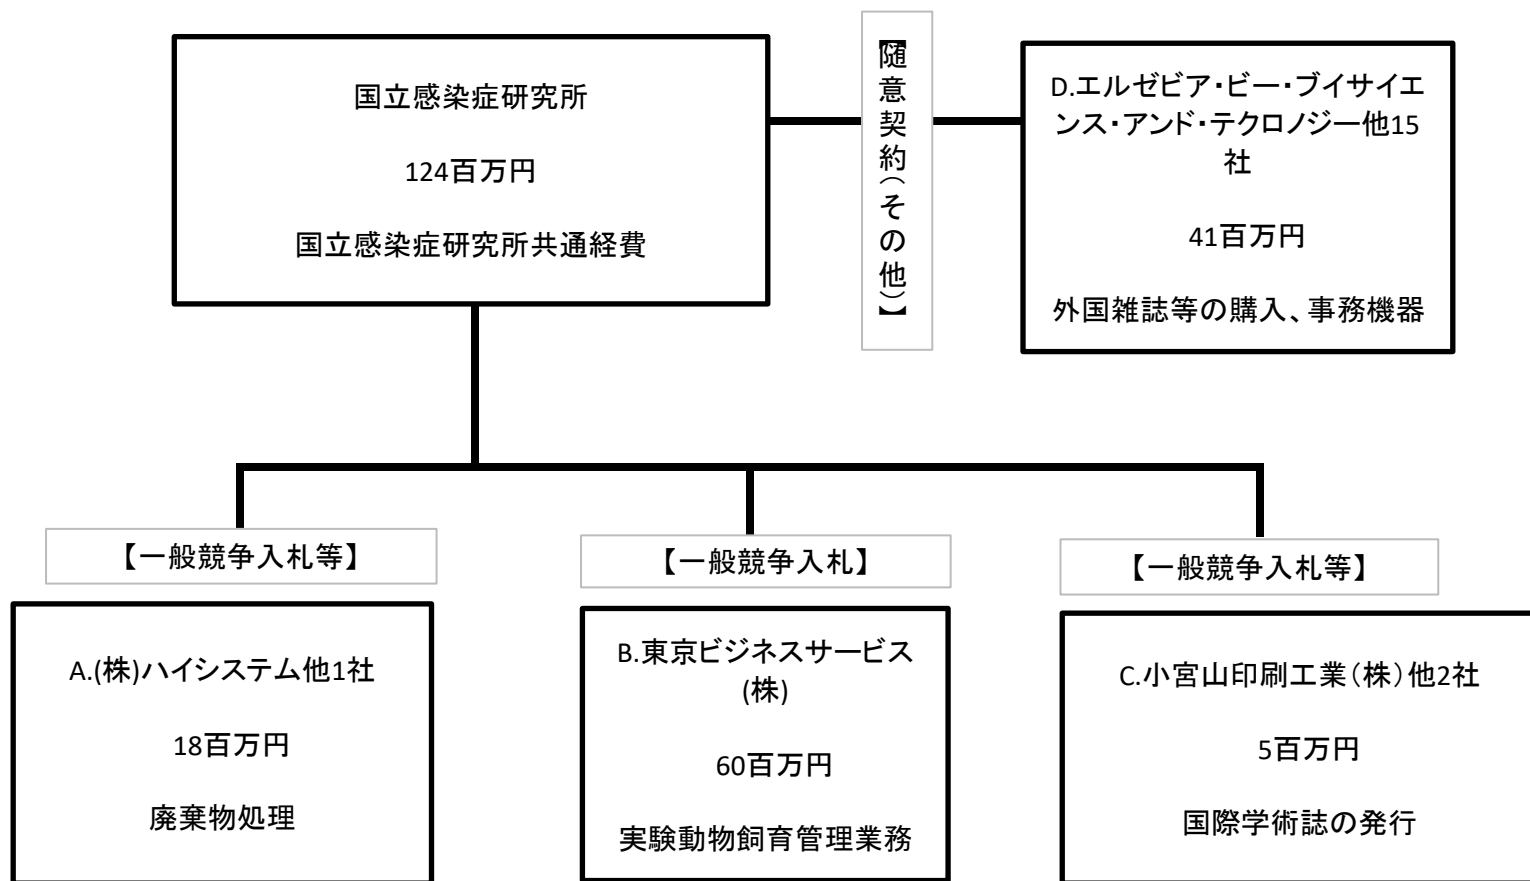 国立感染症研究所
124百万円
国立感染症研究所共通経費
【随意契約（その他）】
D.エルゼビア・ビー・ブイサイエ
ンス・アンド・テクロノジー他15
社
41百万円
外国雑誌等の購入、事務機器
【一般競争入札等】
A.(株)ハイシステム他1社
18百万円
廃棄物処理
【一般競争入札】
B.東京ビジネスサービス
(株)
60百万円
実験動物飼育管理業務
【一般競争入札等】
C.小宮山印刷工業（株）他2社
5百万円
国際学術誌の発行